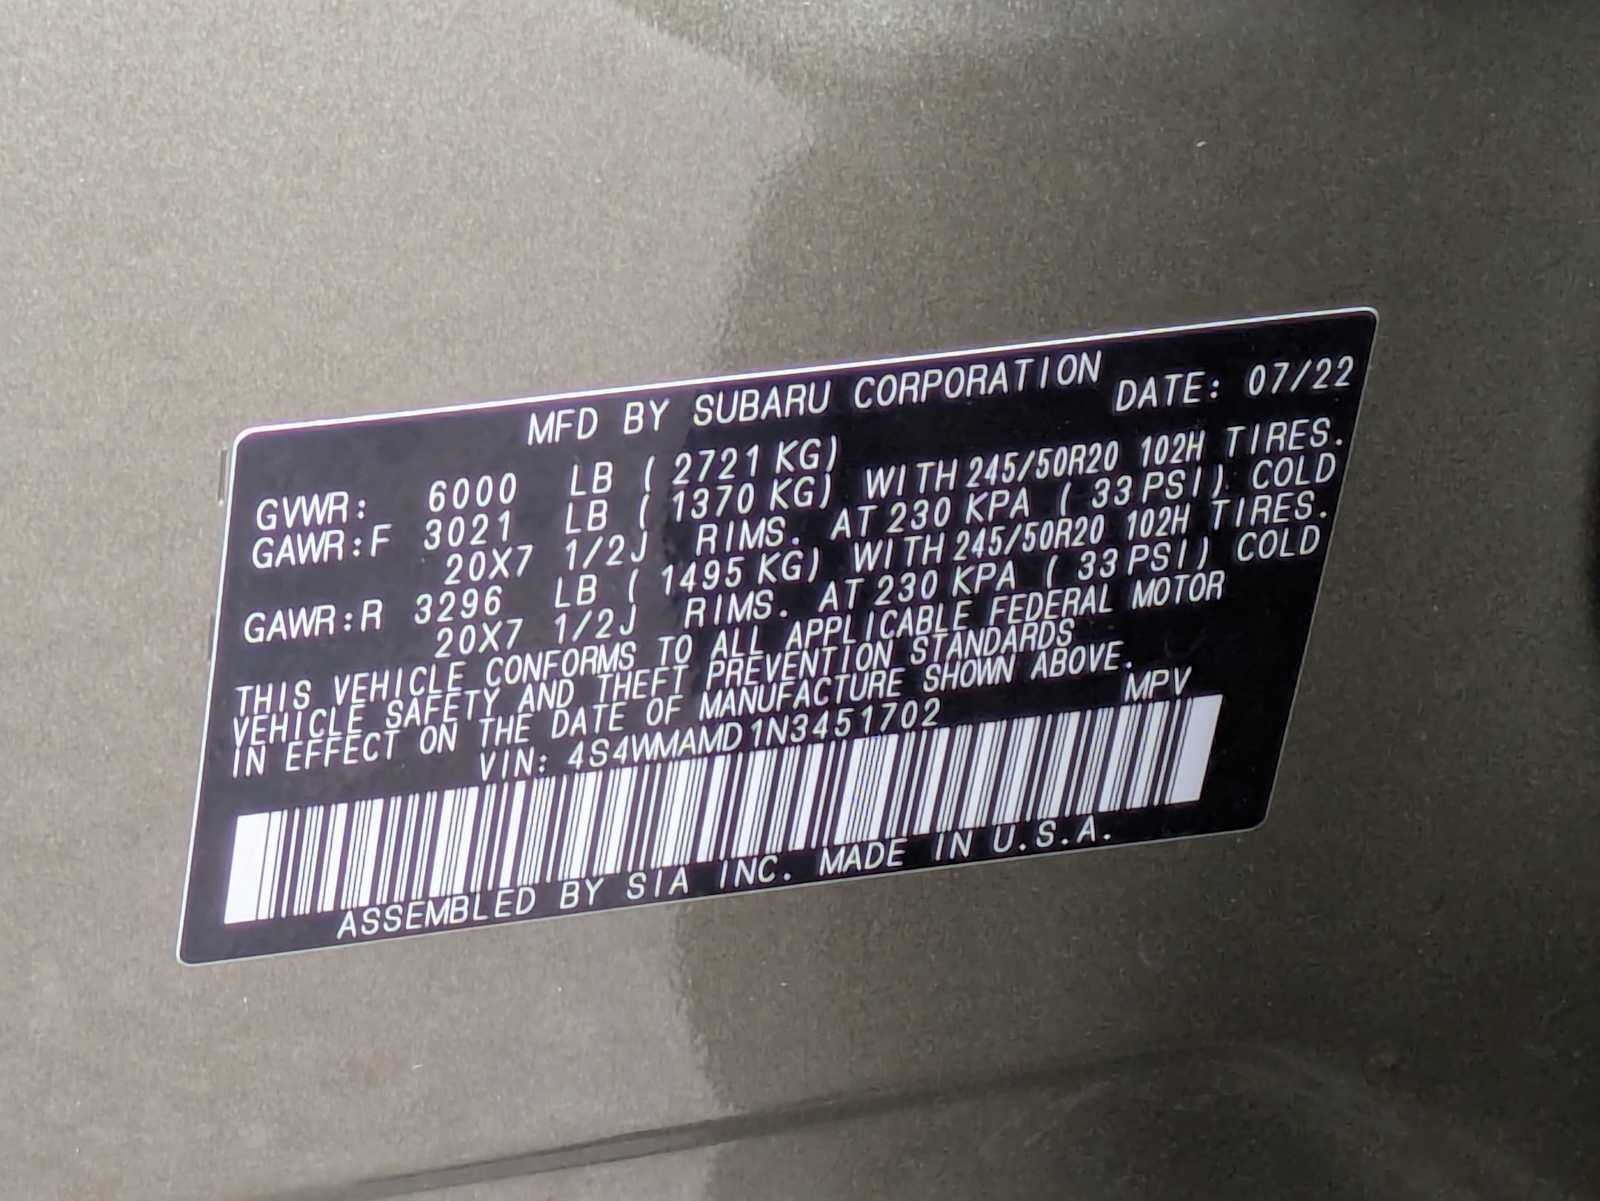 MFD BY SUBARU CORPORATION DATE: 07/22
GVWR: 6000 LB ( 2721 KG)
GAWR:F 3021 LB ( 1370 KG) WITH 245/50R20 102H TIRES.
20X7 1/2J RIMS. AT 230 KPA ( 33 PSI) COLD
GAWR:R 3296 LB ( 1495 KG) WITH 245/50R20 102H TIRES.
20X7 1/2J RIMS. AT 230 KPA ( 33 PSI) COLD
THIS VEHICLE CONFORMS TO ALL APPLICABLE FEDERAL MOTOR
VEHICLE SAFETY AND THEFT PREVENTION STANDARDS
IN EFFECT ON THE DATE OF MANUFACTURE SHOWN ABOVE.
VIN: 4S4WMAMD1N3451702 MPV
ASSEMBLED BY SIA INC. MADE IN U.S.A.